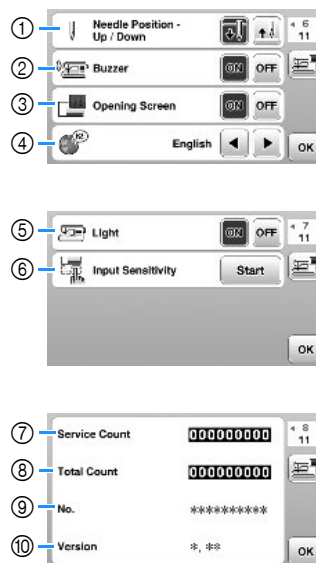 ① Needle Position - 6
Up / Down 11
② Buzzer ON OFF
③ Opening Screen ON OFF
④ English OK
⑤ Light ON OFF 7
11
⑥ Input Sensitivity Start
OK
⑦ Service Count 000000000 8
11
⑧ Total Count 000000000
⑨ No. **********
⑩ Version *. ** OK